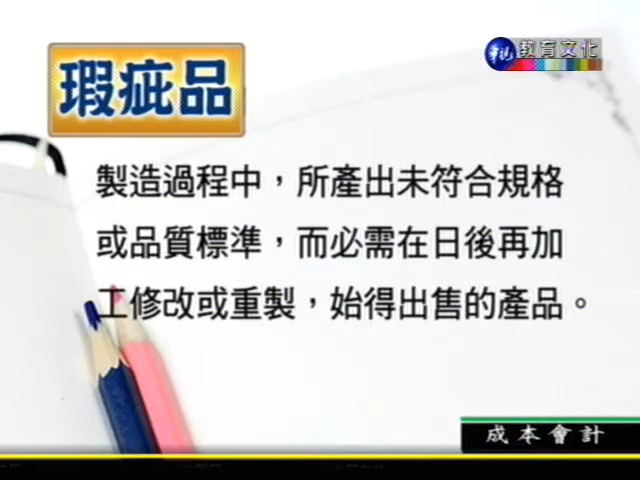 華視
教育文化
瑕疵品
製造過程中，所產出未符合規格
或品質標準，而必需在日後再加
工修改或重製，始得出售的產品。
成本會計